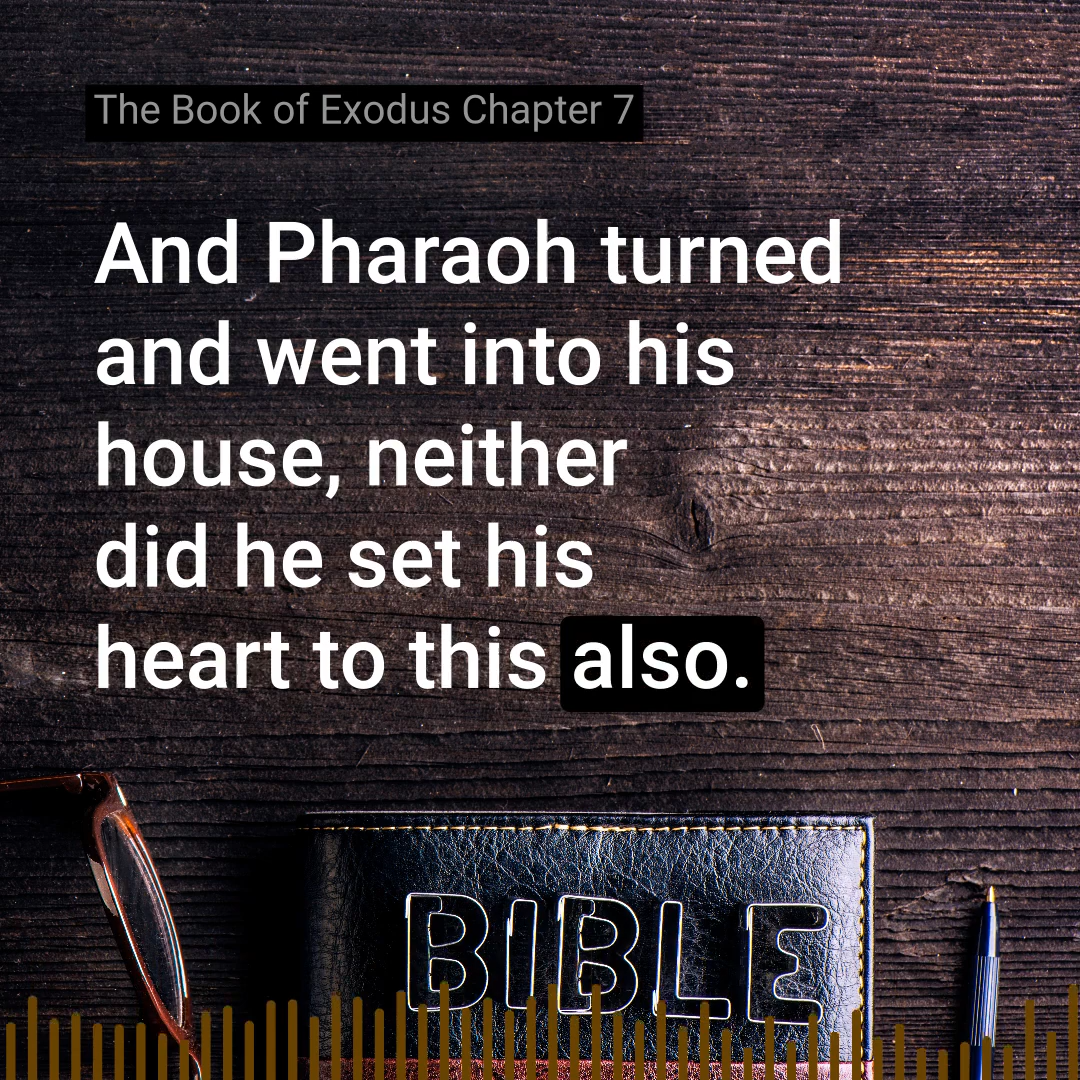 The Book of Exodus Chapter 7
And Pharaoh turned
and went into his
house, neither
did he set his
heart to this also.
BIBLE